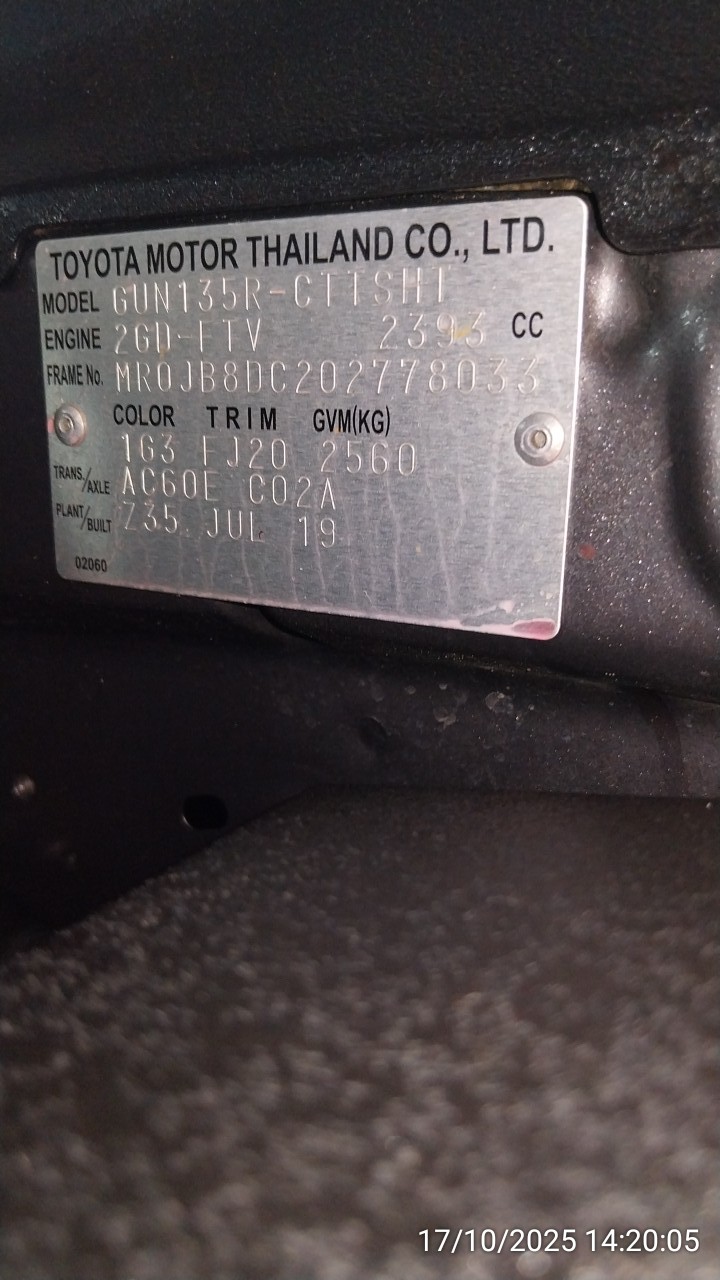 TOYOTA MOTOR THAILAND CO., LTD.
MODEL GUN135R-CTTSHT
ENGINE 2GD-FTV 2393 CC
FRAME No. MR0JB8DC202778033
COLOR TRIM GVM(KG)
1G3 FJ20 2560
TRANS./AXLE AC60E C02A
PLANT/BUILT Z35. JUL 19
02060
17/10/2025 14:20:05